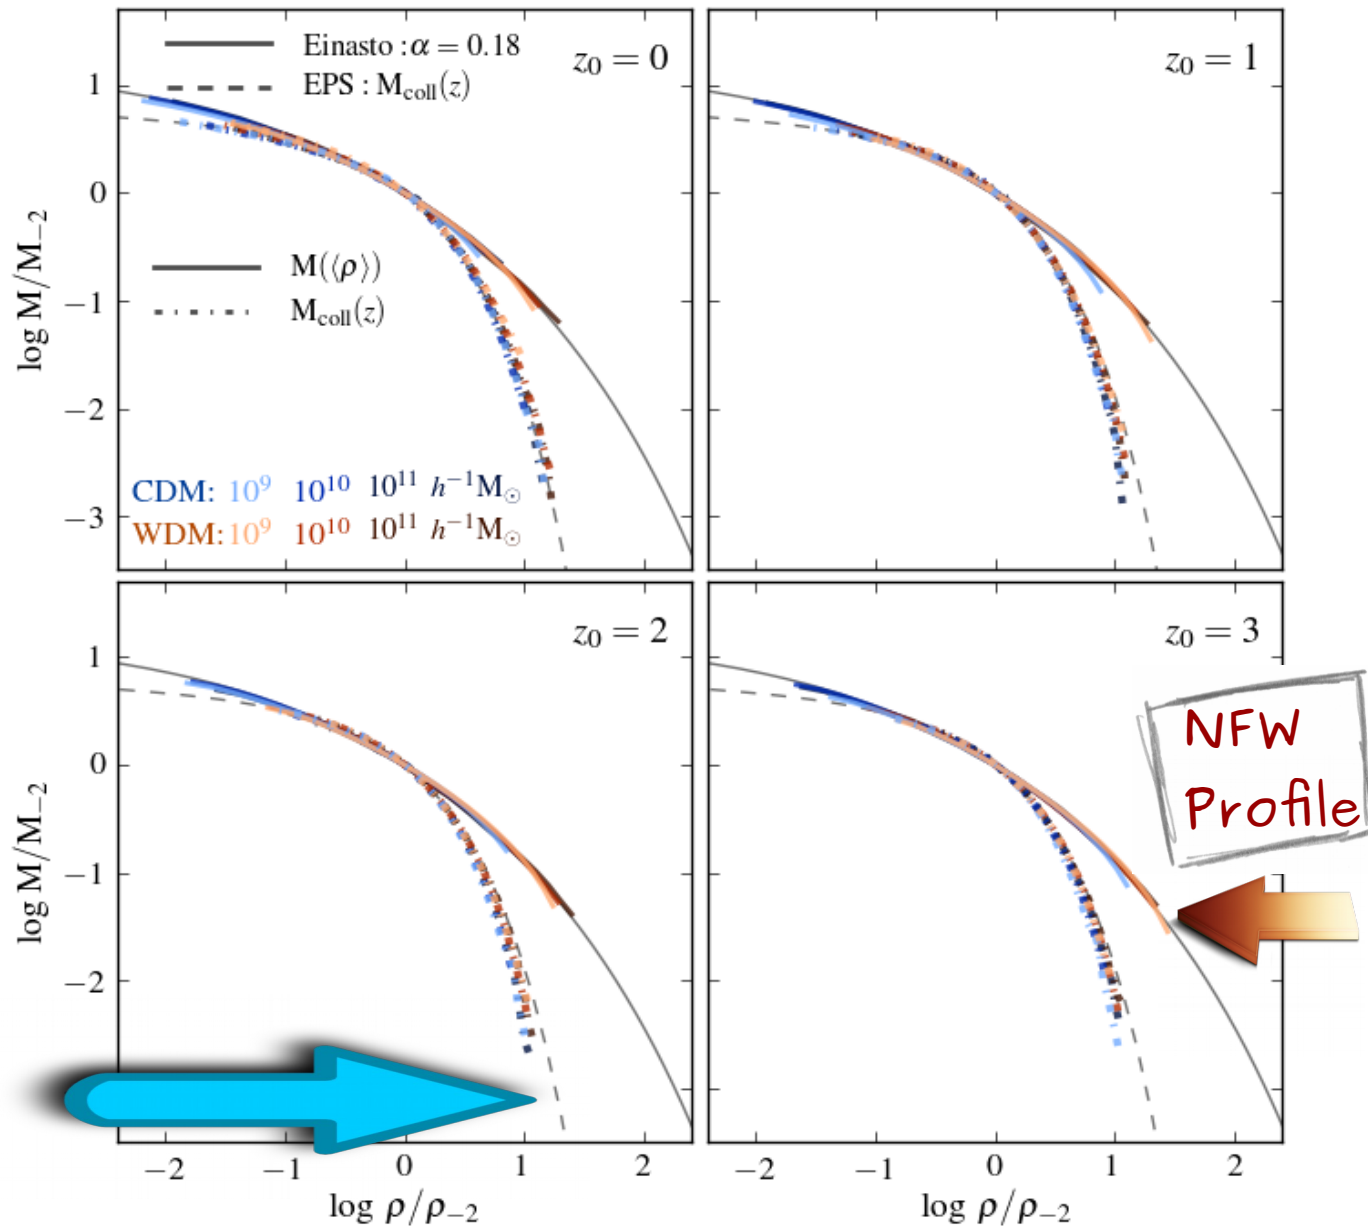 Einasto : α = 0.18
EPS : M_coll(z)
z₀ = 0
z₀ = 1
1
0
−1
−2
−3
log M/M₋₂
M(⟨ρ⟩)
M_coll(z)
CDM: 10⁹ 10¹⁰ 10¹¹ h⁻¹M☉
WDM: 10⁹ 10¹⁰ 10¹¹ h⁻¹M☉
z₀ = 2
z₀ = 3
1
0
−1
−2
log M/M₋₂
NFW
Profile
−2 −1 0 1 2
−2 −1 0 1 2
log ρ/ρ₋₂
log ρ/ρ₋₂